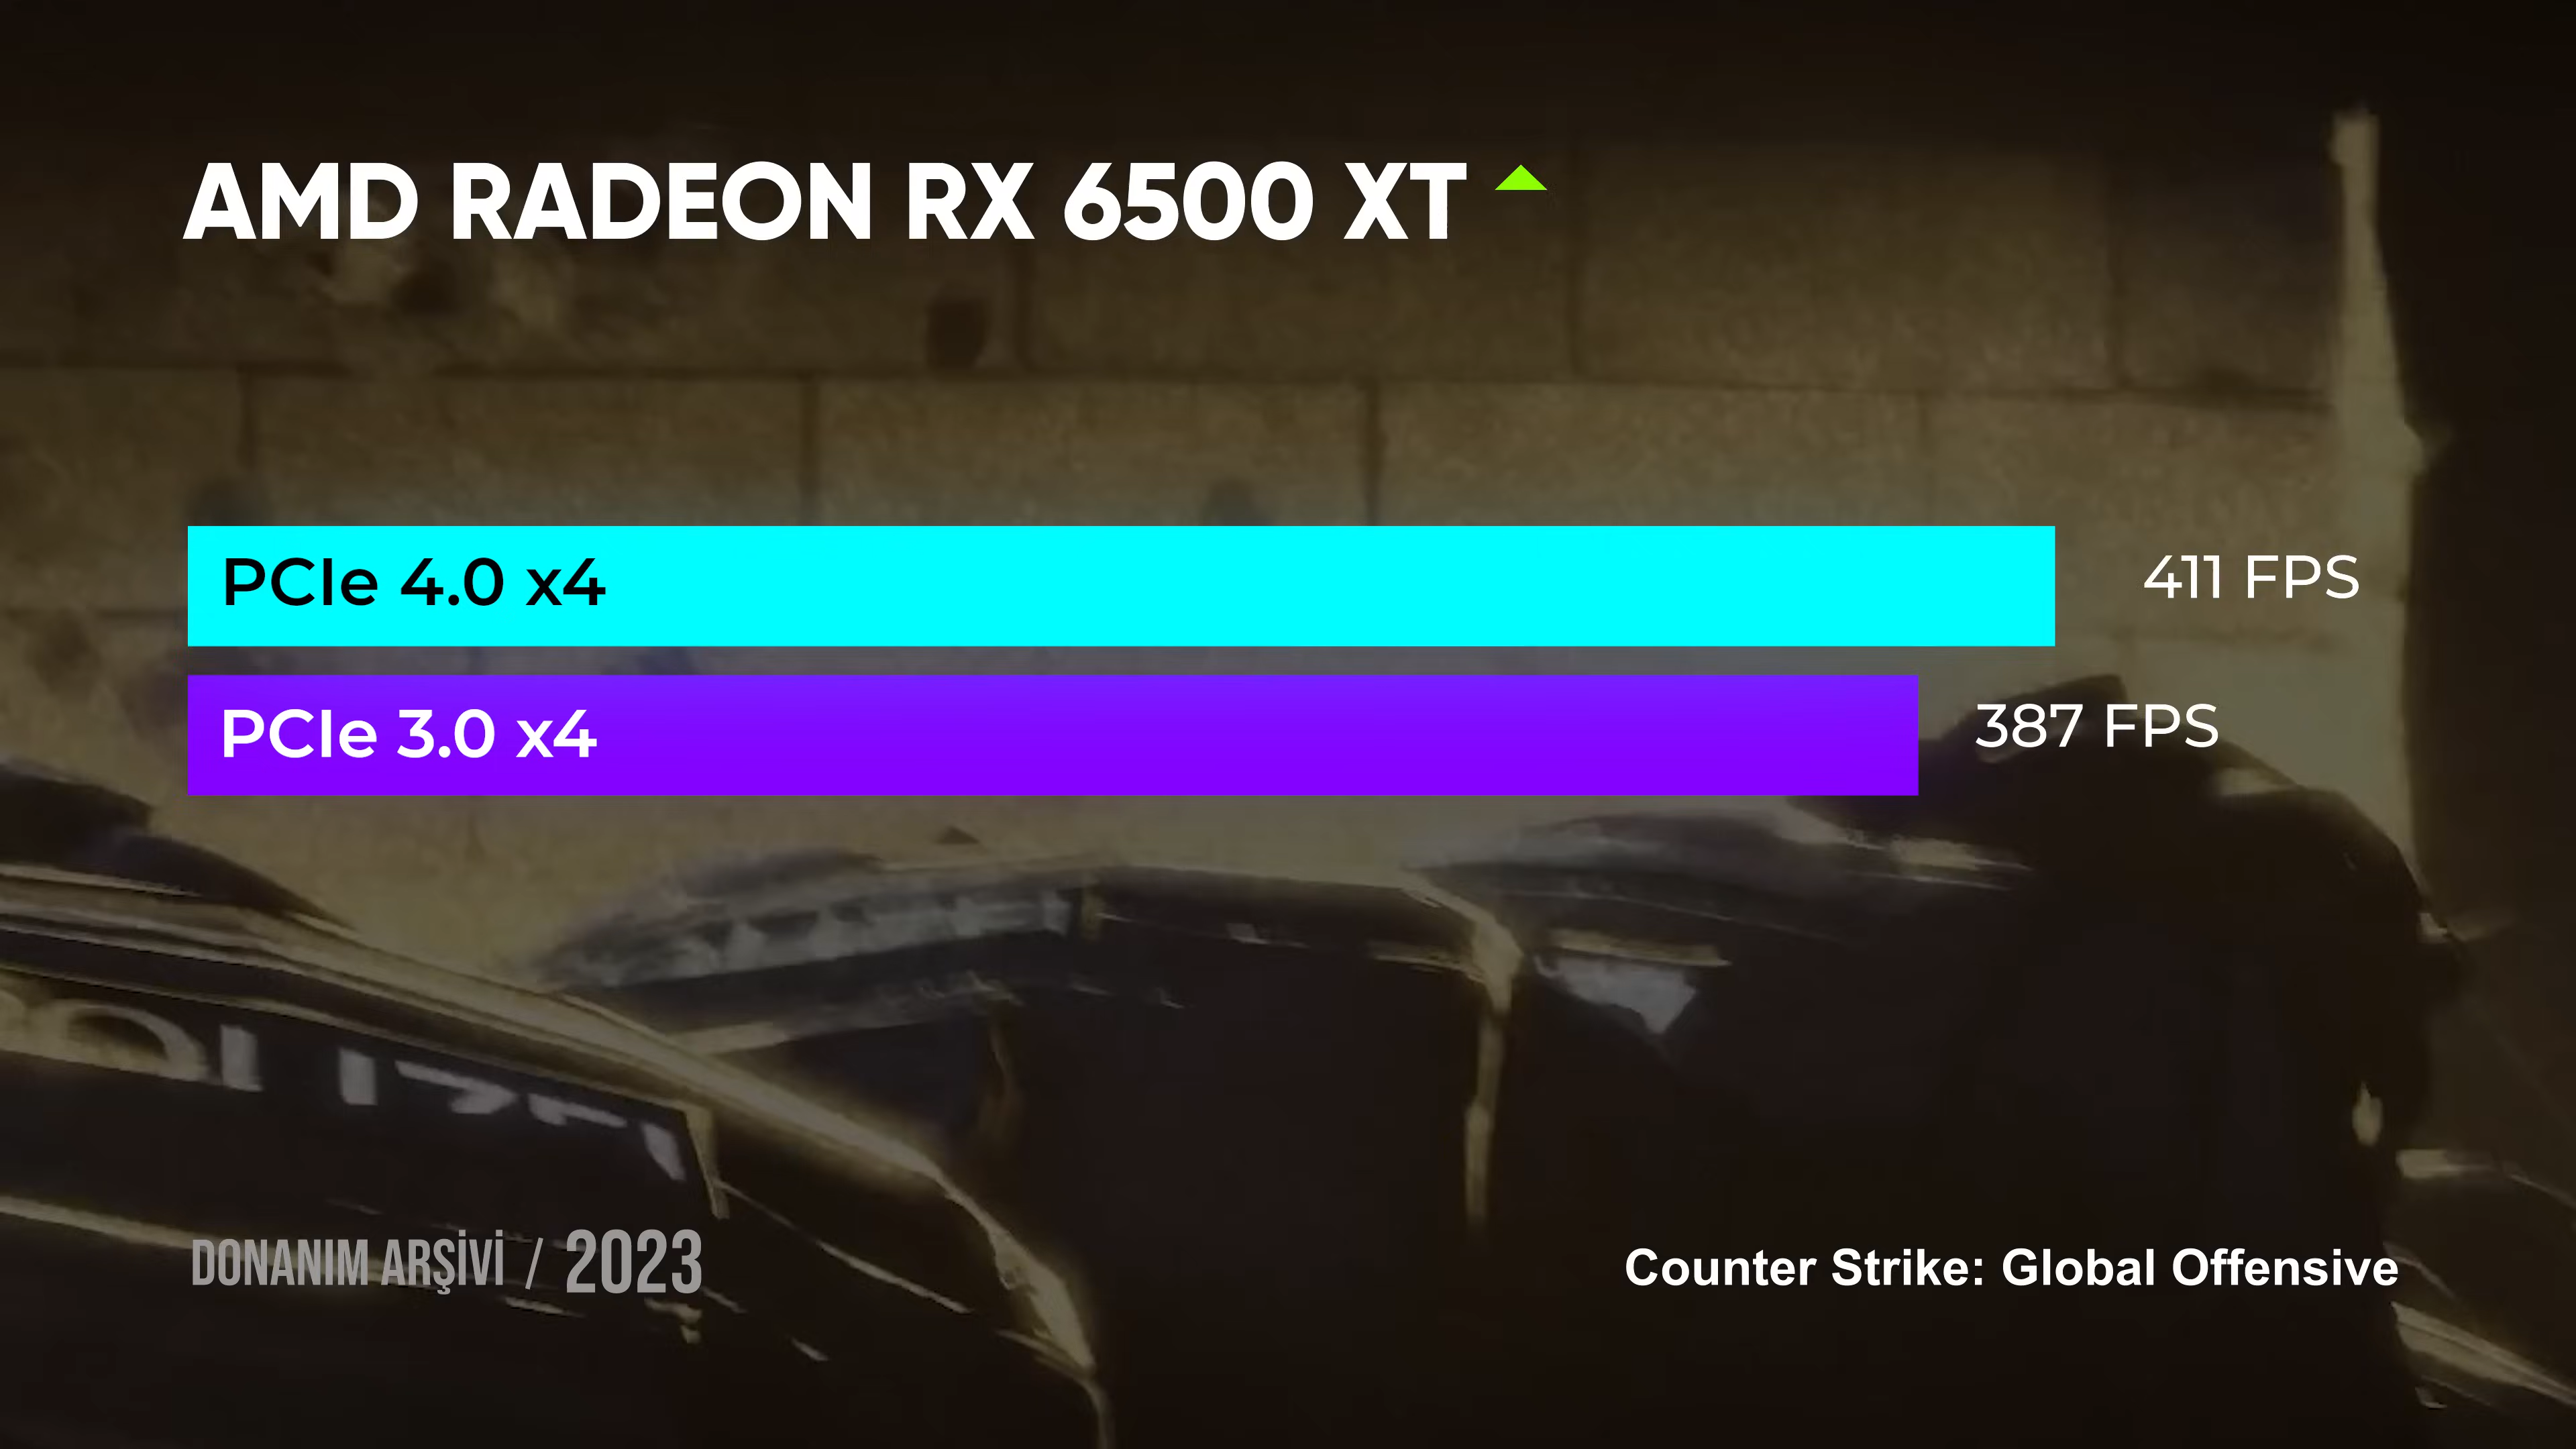 AMD RADEON RX 6500 XT
PCIe 4.0 x4 411 FPS
PCIe 3.0 x4 387 FPS
DONANIM ARŞİVİ / 2023
Counter Strike: Global Offensive